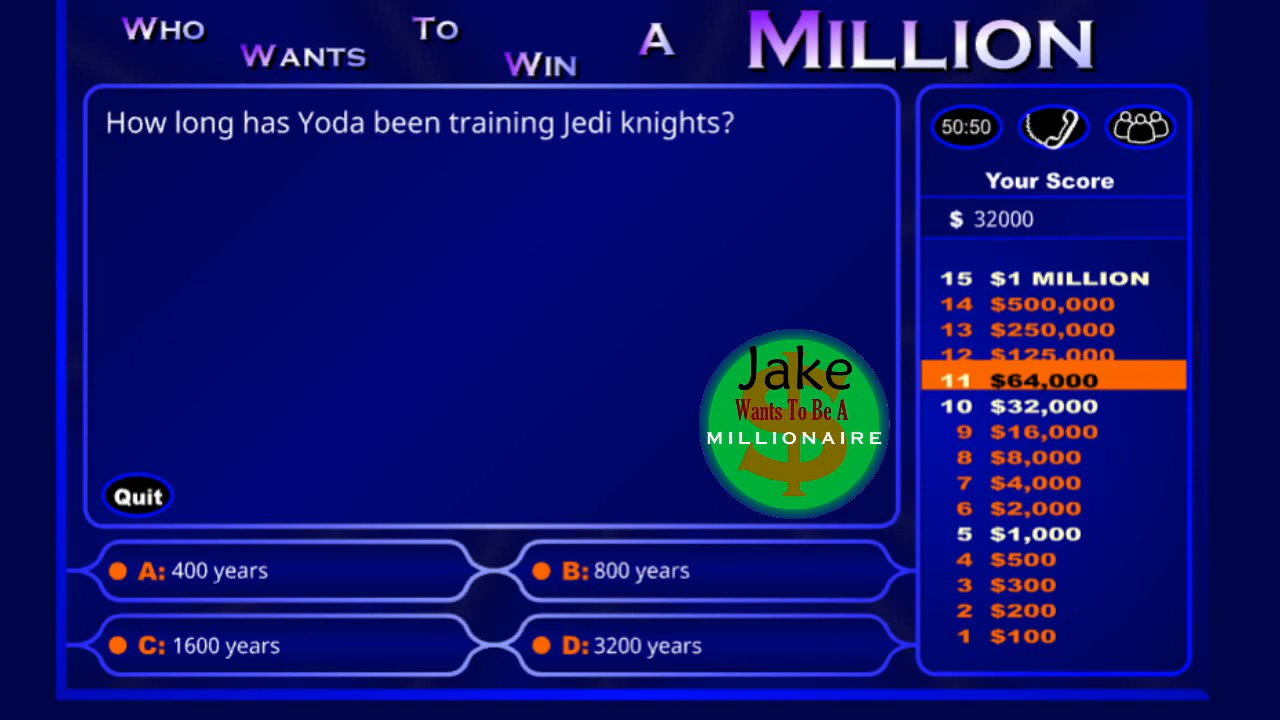 WHO WANTS TO WIN A MILLION
How long has Yoda been training Jedi knights?
50:50
Your Score
$ 32000
15 $1 MILLION
14 $500,000
13 $250,000
12 $125,000
11 $64,000
10 $32,000
9 $16,000
8 $8,000
7 $4,000
6 $2,000
5 $1,000
4 $500
3 $300
2 $200
1 $100
Jake
Wants To Be A
MILLIONAIRE
$
Quit
A: 400 years
B: 800 years
C: 1600 years
D: 3200 years